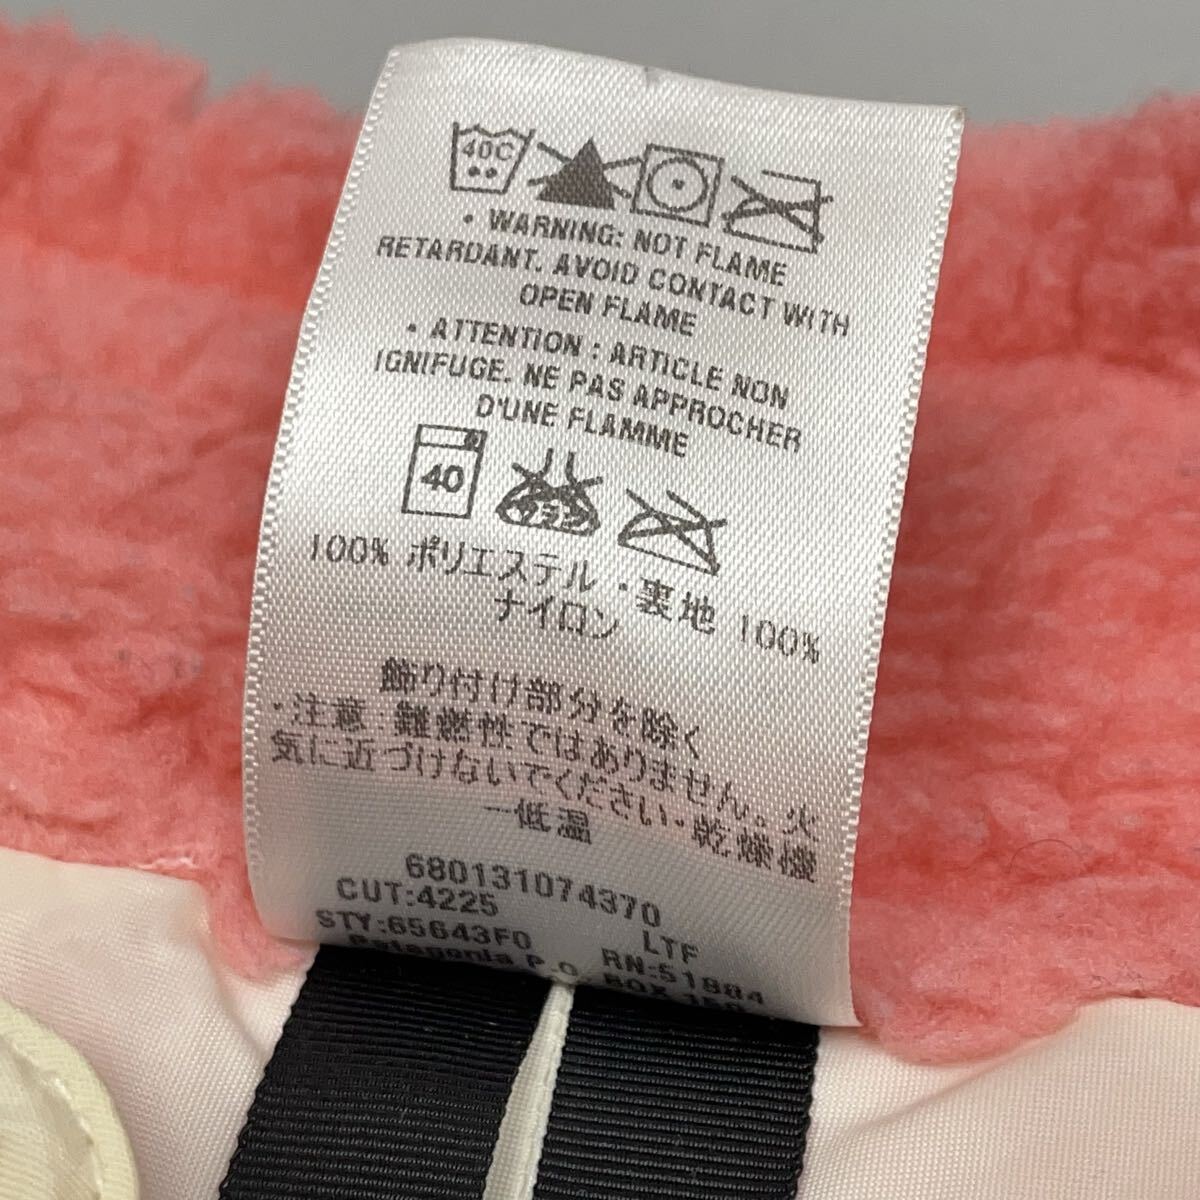 40C
• WARNING: NOT FLAME
RETARDANT. AVOID CONTACT WITH
OPEN FLAME
• ATTENTION : ARTICLE NON
IGNIFUGE. NE PAS APPROCHER
D'UNE FLAMME
40
100% ポリエステル・裏地 100%
ナイロン
飾り付け部分を除く
・注意:難燃性ではありません。火
気に近づけないでください・乾燥機
ー低温
680131074370
CUT:4225 LTF
STY:65643F0 RN:51884
Patagonia P.O. BOX 150